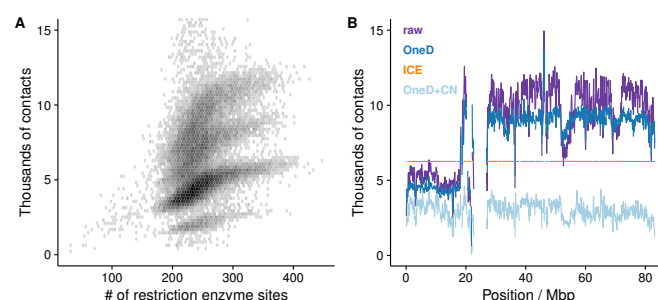 A
Thousands of contacts
15
10
5
0
100 200 300 400
# of restriction enzyme sites
B
raw
OneD
ICE
OneD+CN
Thousands of contacts
15
10
5
0
0 20 40 60 80
Position / Mbp